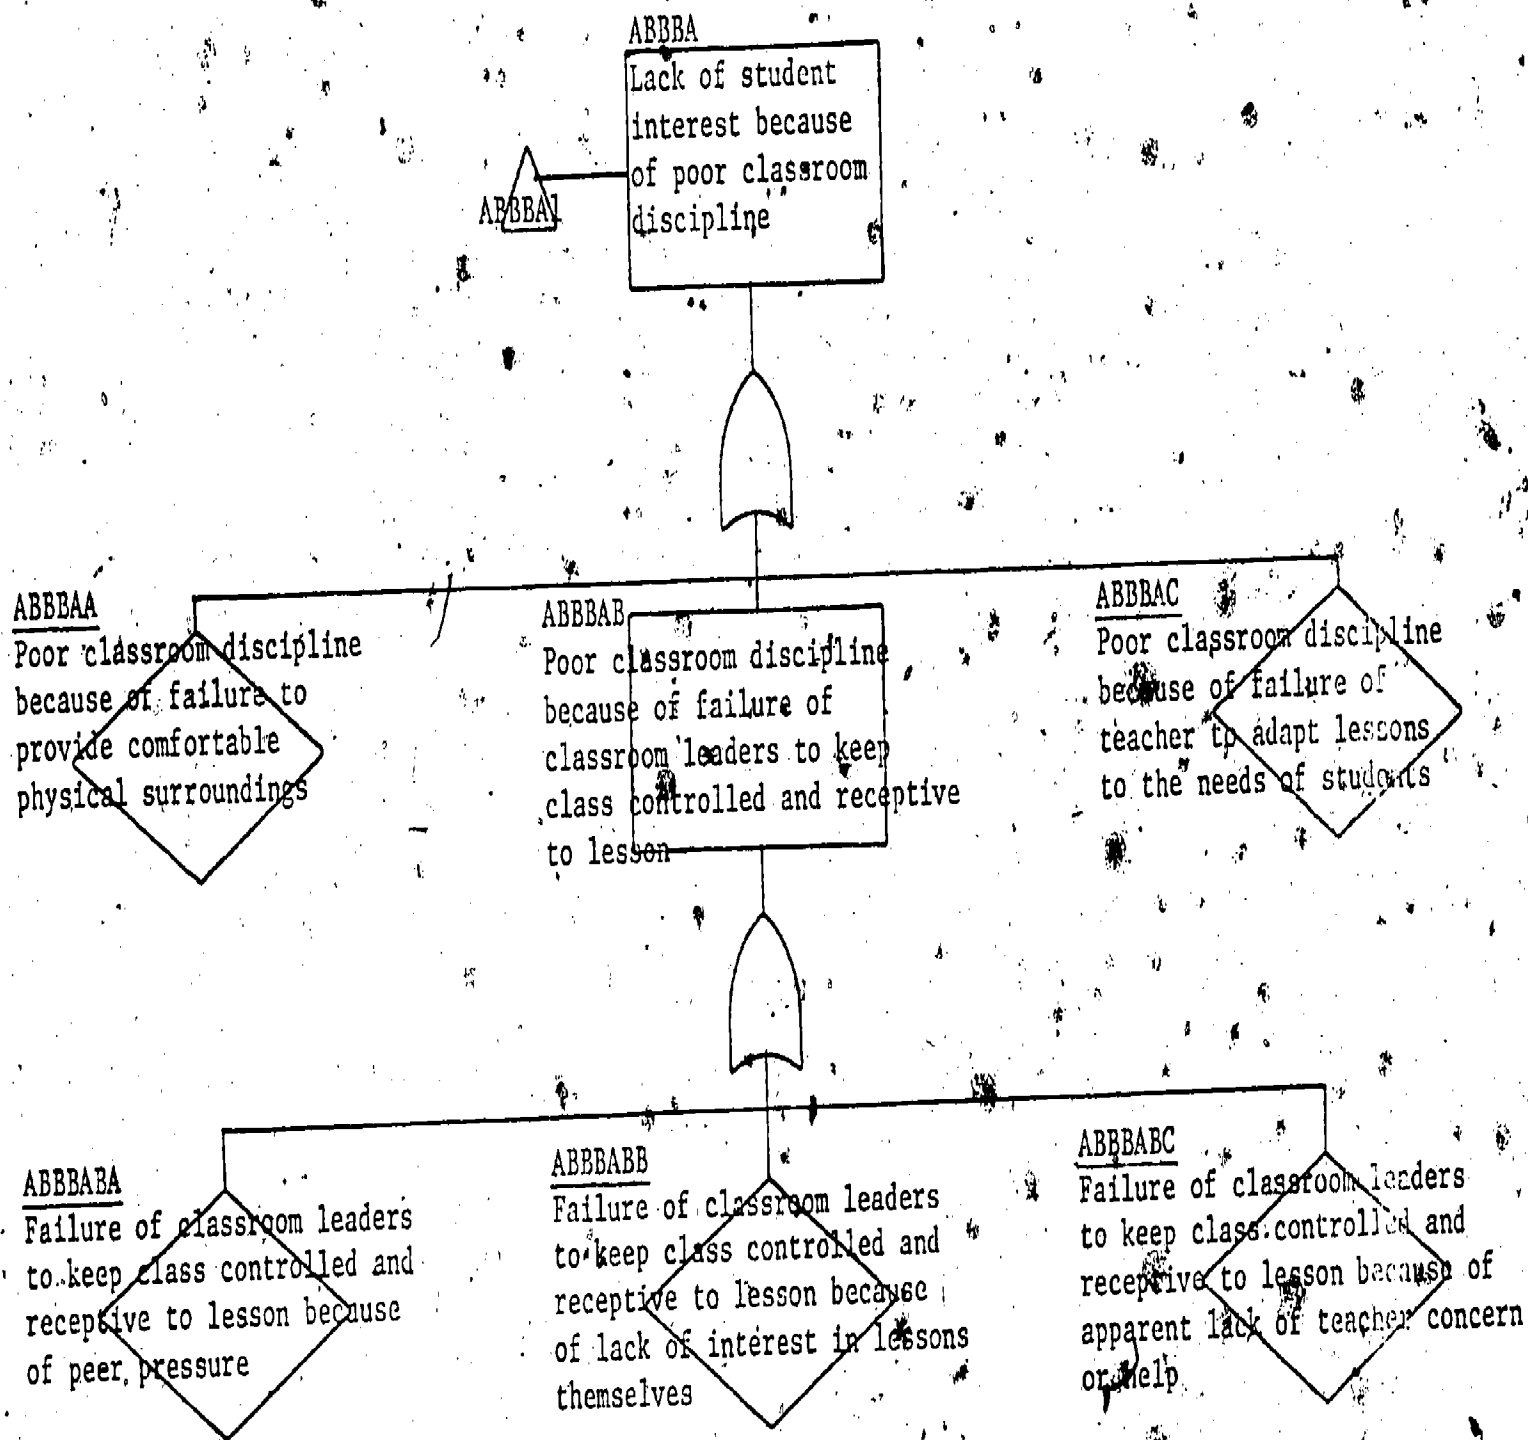 ABBBA
Lack of student
interest because
of poor classroom
discipline
ABBBA1
ABBBAA
Poor classroom discipline
because of failure to
provide comfortable
physical surroundings
ABBBAB
Poor classroom discipline
because of failure of
classroom leaders to keep
class controlled and receptive
to lesson
ABBBAC
Poor classroom discipline
because of failure of
teacher to adapt lessons
to the needs of students
ABBBABA
Failure of classroom leaders
to keep class controlled and
receptive to lesson because
of peer pressure
ABBBABB
Failure of classroom leaders
to keep class controlled and
receptive to lesson because
of lack of interest in lessons
themselves
ABBBABC
Failure of classroom leaders
to keep class controlled and
receptive to lesson because of
apparent lack of teacher concern
or help